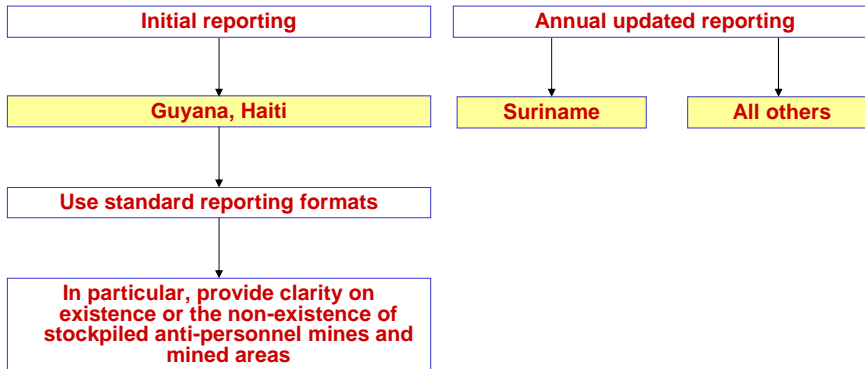 Initial reporting
Guyana, Haiti
Use standard reporting formats
In particular, provide clarity on
existence or the non-existence of
stockpiled anti-personnel mines and
mined areas
Annual updated reporting
Suriname
All others